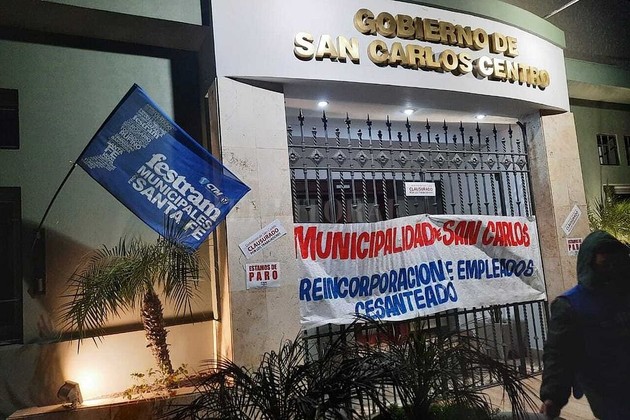 GOBIERNO DE
SAN CARLOS CENTRO
festram
MUNICIPALES
SANTA FE
CLAUSURADO
ESTAMOS DE
PARO
CLAUSURADO
MUNICIPALIDAD DE SAN CARLOS
REINCORPORACION E EMPLEADOS
CESANTEADO